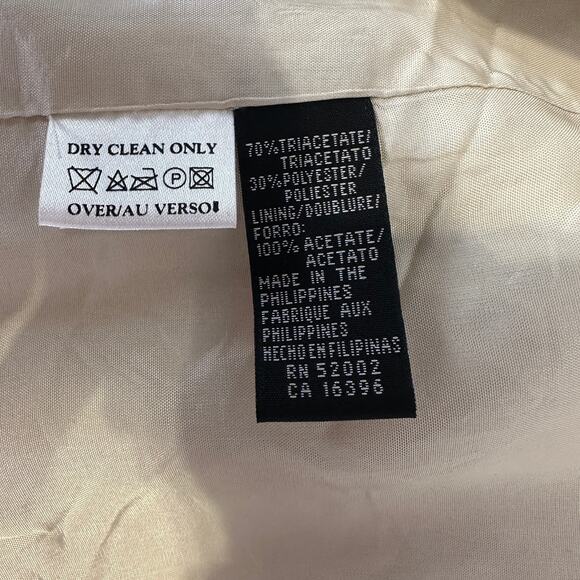 DRY CLEAN ONLY
P
OVER/AU VERSO!
70%TRIACETATE/
TRIACETATO
30%POLYESTER/
POLIESTER
LINING/DOUBLURE/
FORRO:
100% ACETATE/
ACETATO
MADE IN THE
PHILIPPINES
FABRIQUE AUX
PHILIPPINES
HECHO EN FILIPINAS
RN 52002
CA 16396